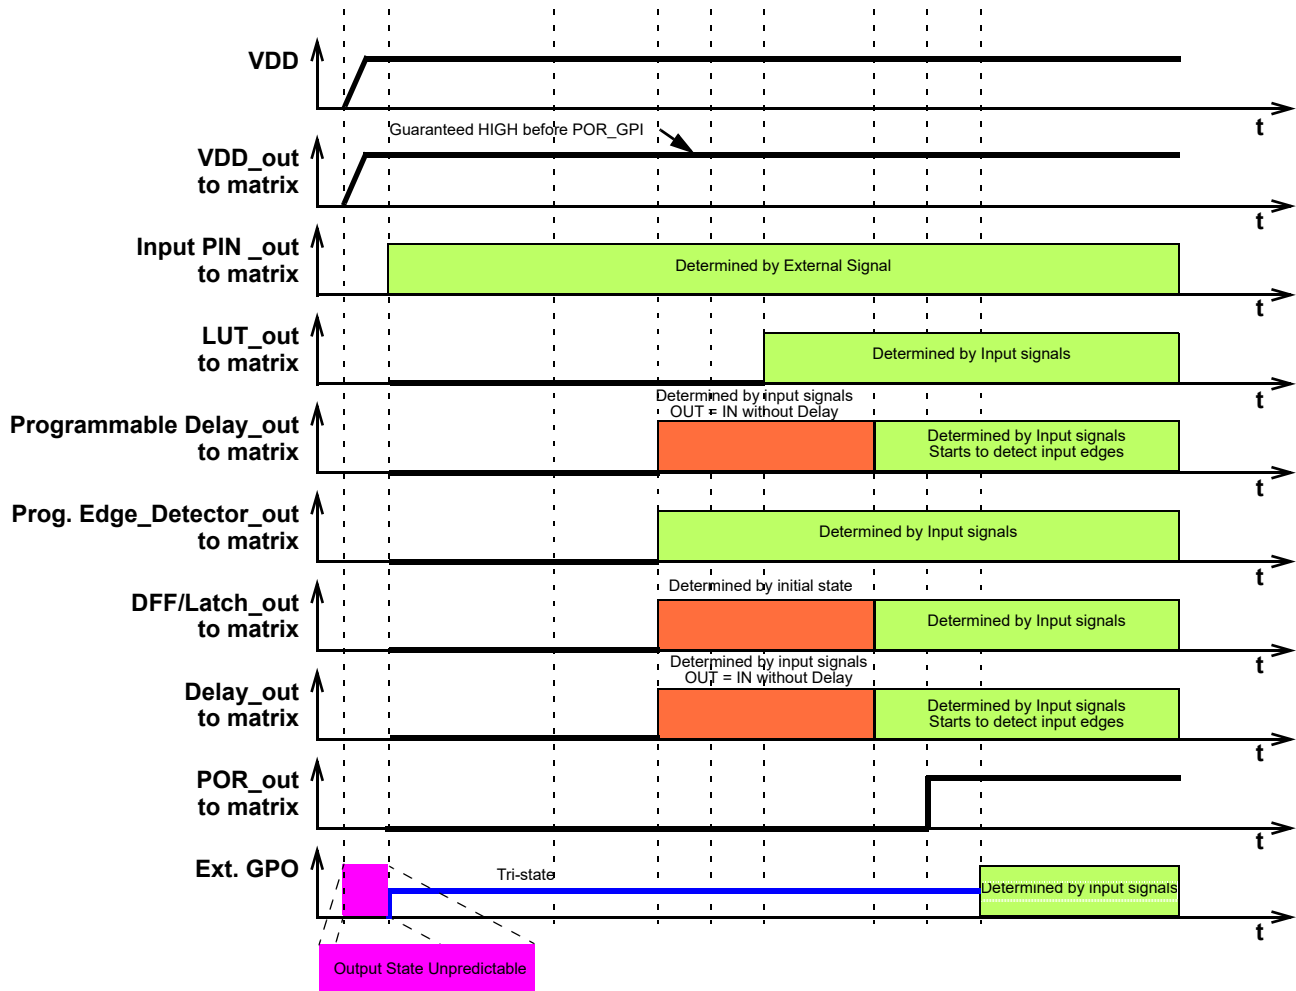 VDD
t
Guaranteed HIGH before POR_GPI
VDD_out
to matrix
t
Input PIN _out
to matrix
Determined by External Signal
t
LUT_out
to matrix
Determined by Input signals
t
Determined by input signals
OUT = IN without Delay
Programmable Delay_out
to matrix
Determined by Input signals
Starts to detect input edges
t
Prog. Edge_Detector_out
to matrix
Determined by Input signals
t
Determined by initial state
DFF/Latch_out
to matrix
Determined by Input signals
t
Determined by input signals
OUT = IN without Delay
Delay_out
to matrix
Determined by Input signals
Starts to detect input edges
t
POR_out
to matrix
t
Ext. GPO
Tri-state
Determined by input signals
t
Output State Unpredictable